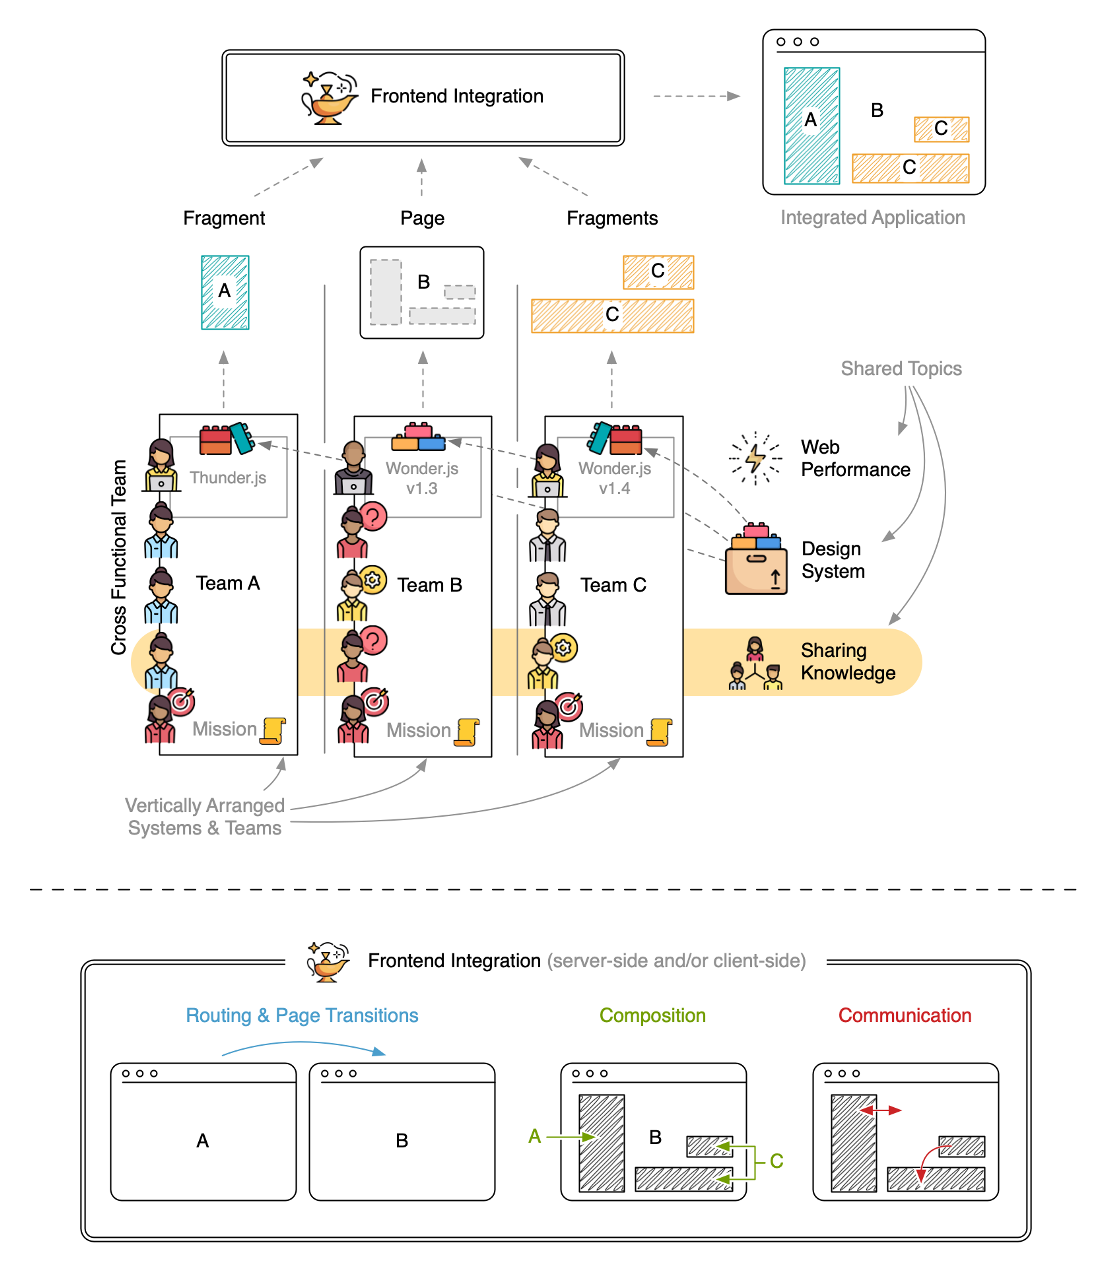 Frontend Integration
A
B
C
C
Integrated Application
Fragment
Page
Fragments
A
B
C
C
Shared Topics
Cross Functional Team
Thunder.js
Wonder.js
v1.3
Wonder.js
v1.4
Web
Performance
Design
System
Team A
Team B
Team C
Sharing
Knowledge
Mission
Mission
Mission
Vertically Arranged
Systems & Teams
Frontend Integration (server-side and/or client-side)
Routing & Page Transitions
Composition
Communication
A
B
A
B
C